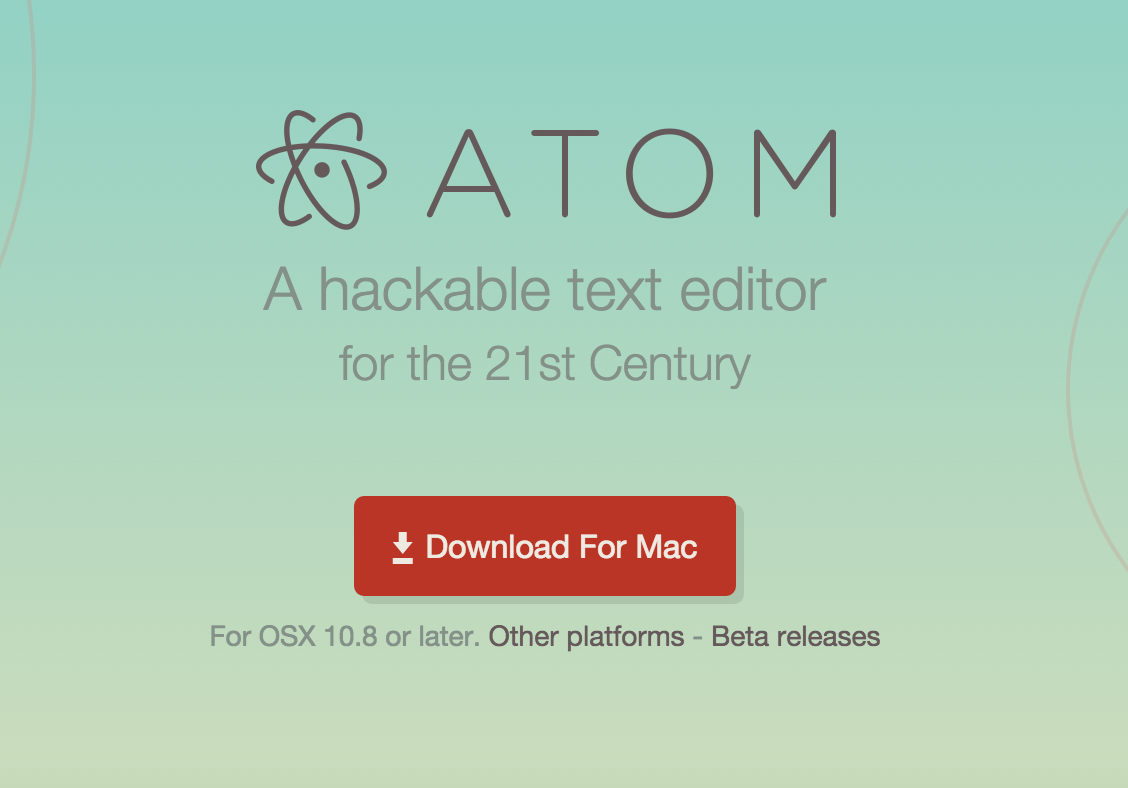 ATOM
A hackable text editor
for the 21st Century
Download For Mac
For OSX 10.8 or later. Other platforms - Beta releases